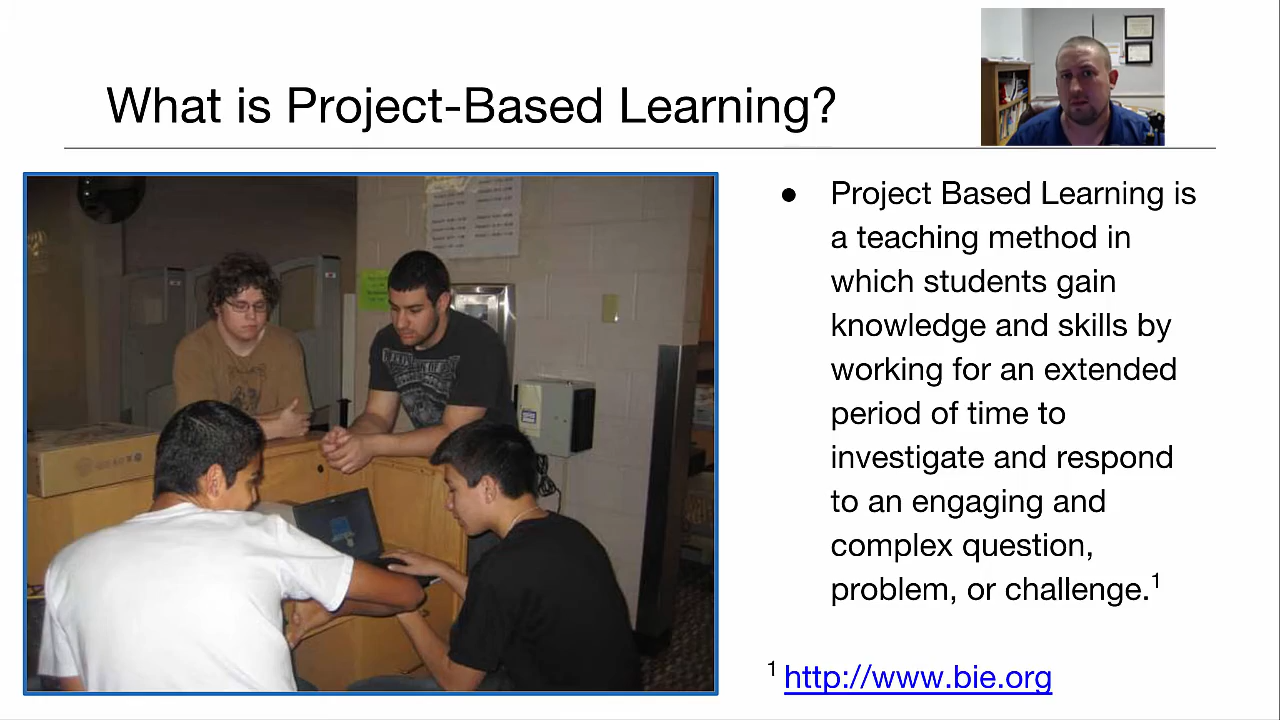 What is Project-Based Learning?
● Project Based Learning is
a teaching method in
which students gain
knowledge and skills by
working for an extended
period of time to
investigate and respond
to an engaging and
complex question,
problem, or challenge.¹
¹ http://www.bie.org